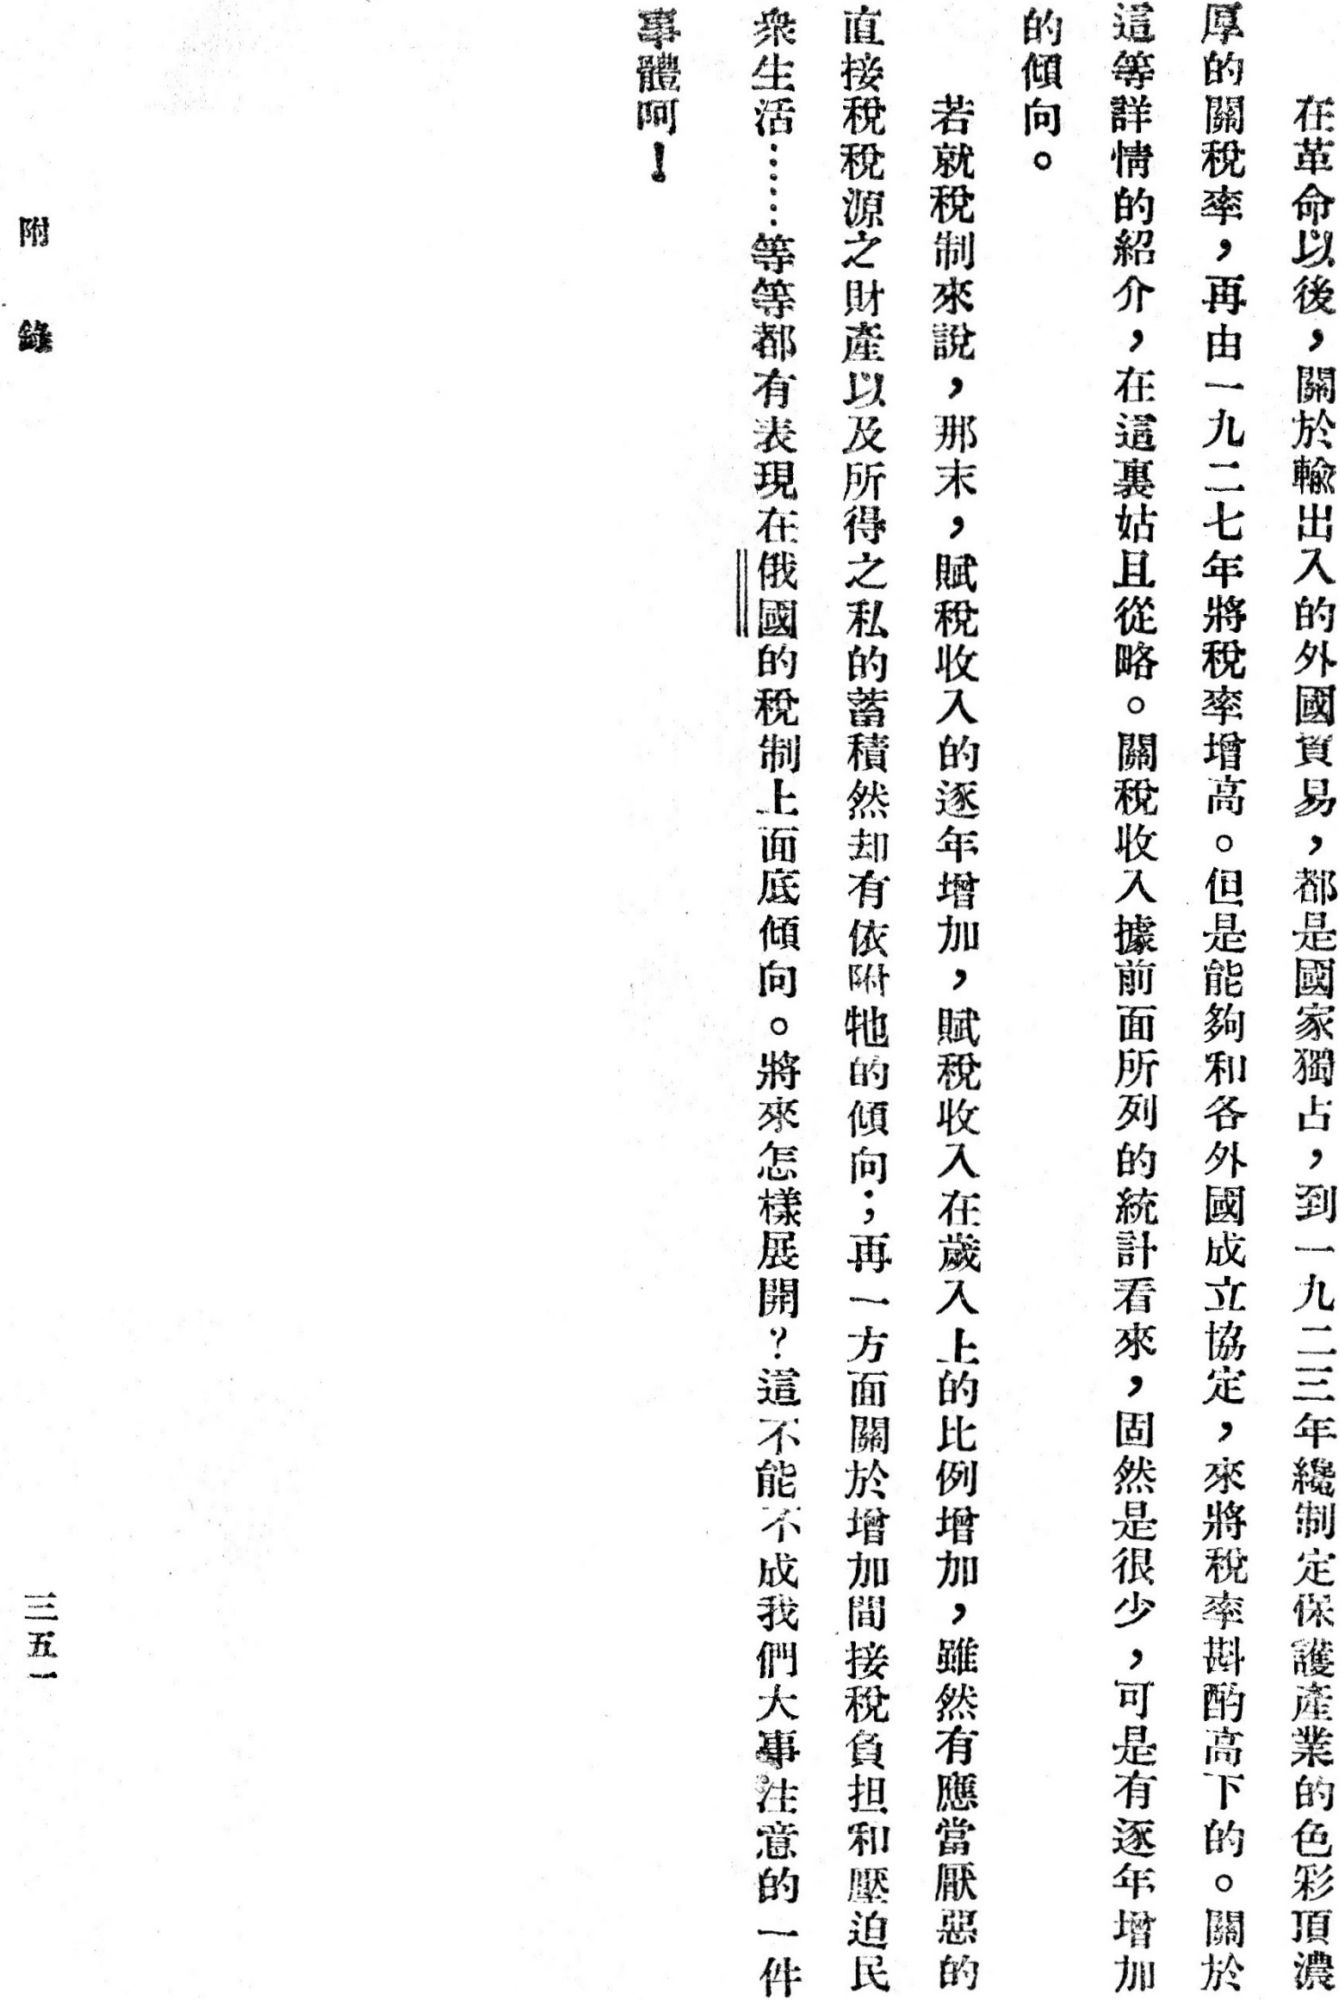 在革命以後，關於輸出入的外國貿易，都是國家獨占，到一九二三年纔制定保護產業的色彩頂濃
厚的關稅率，再由一九二七年將稅率增高。但是能夠和各外國成立協定，來將稅率斟酌高下的。關於
這等詳情的紹介，在這裏姑且從略。關稅收入據前面所列的統計看來，固然是很少，可是有逐年增加
的傾向。
若就稅制來說，那末，賦稅收入的逐年增加，賦稅收入在歲入上的比例增加，雖然有應當厭惡的
直接稅稅源之財產以及所得之私的蓄積然却有依附牠的傾向；再一方面關於增加間接稅負担和壓迫民
衆生活……等等都有表現在俄國的稅制上面底傾向。將來怎樣展開？這不能不成我們大事注意的一件
事體阿！
附錄
三五一